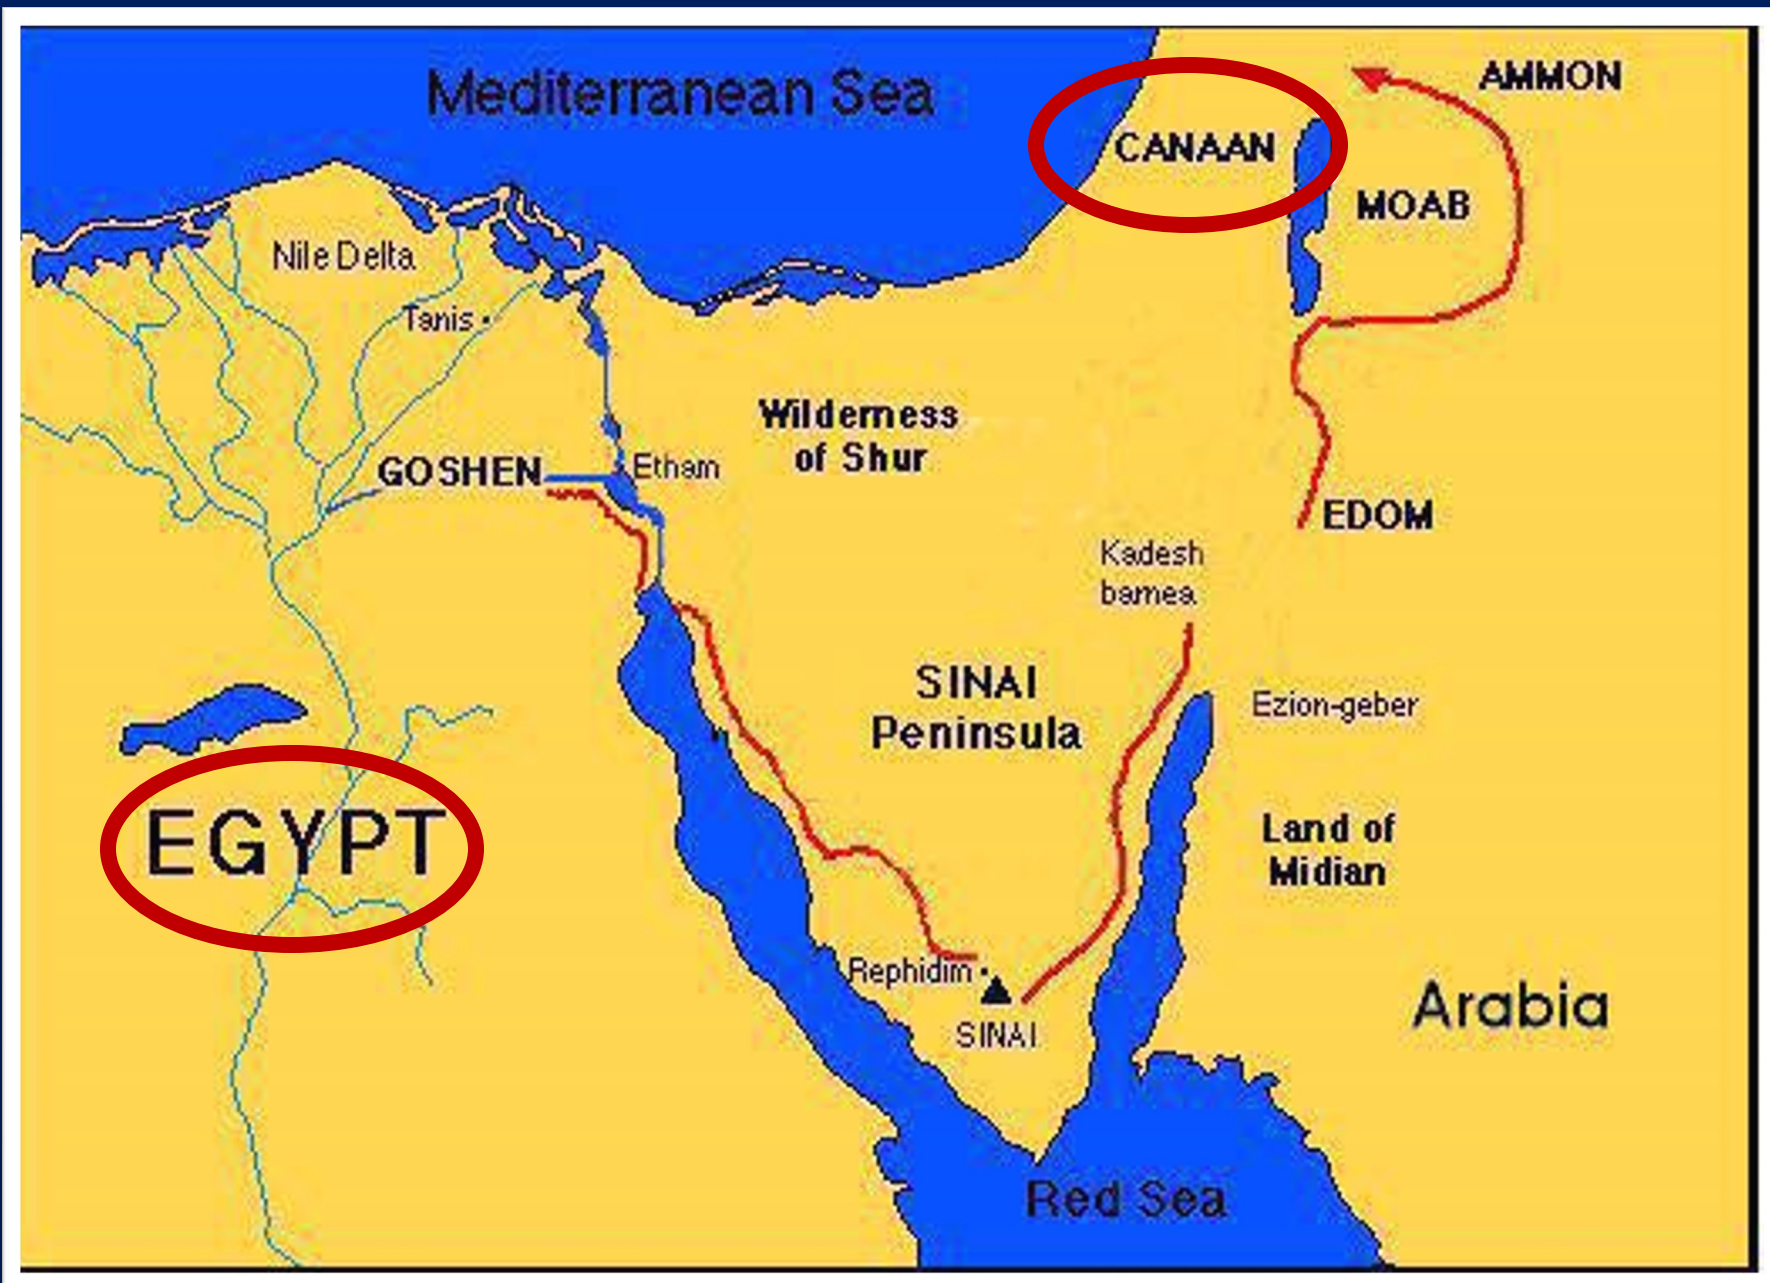 Mediterranean Sea
AMMON
CANAAN
MOAB
Nile Delta
Tanis
Wilderness
of Shur
GOSHEN
Etham
EDOM
Kadesh
barnea
SINAI
Peninsula
Ezion-geber
EGYPT
Land of
Midian
Rephidim
SINAI
Arabia
Red Sea